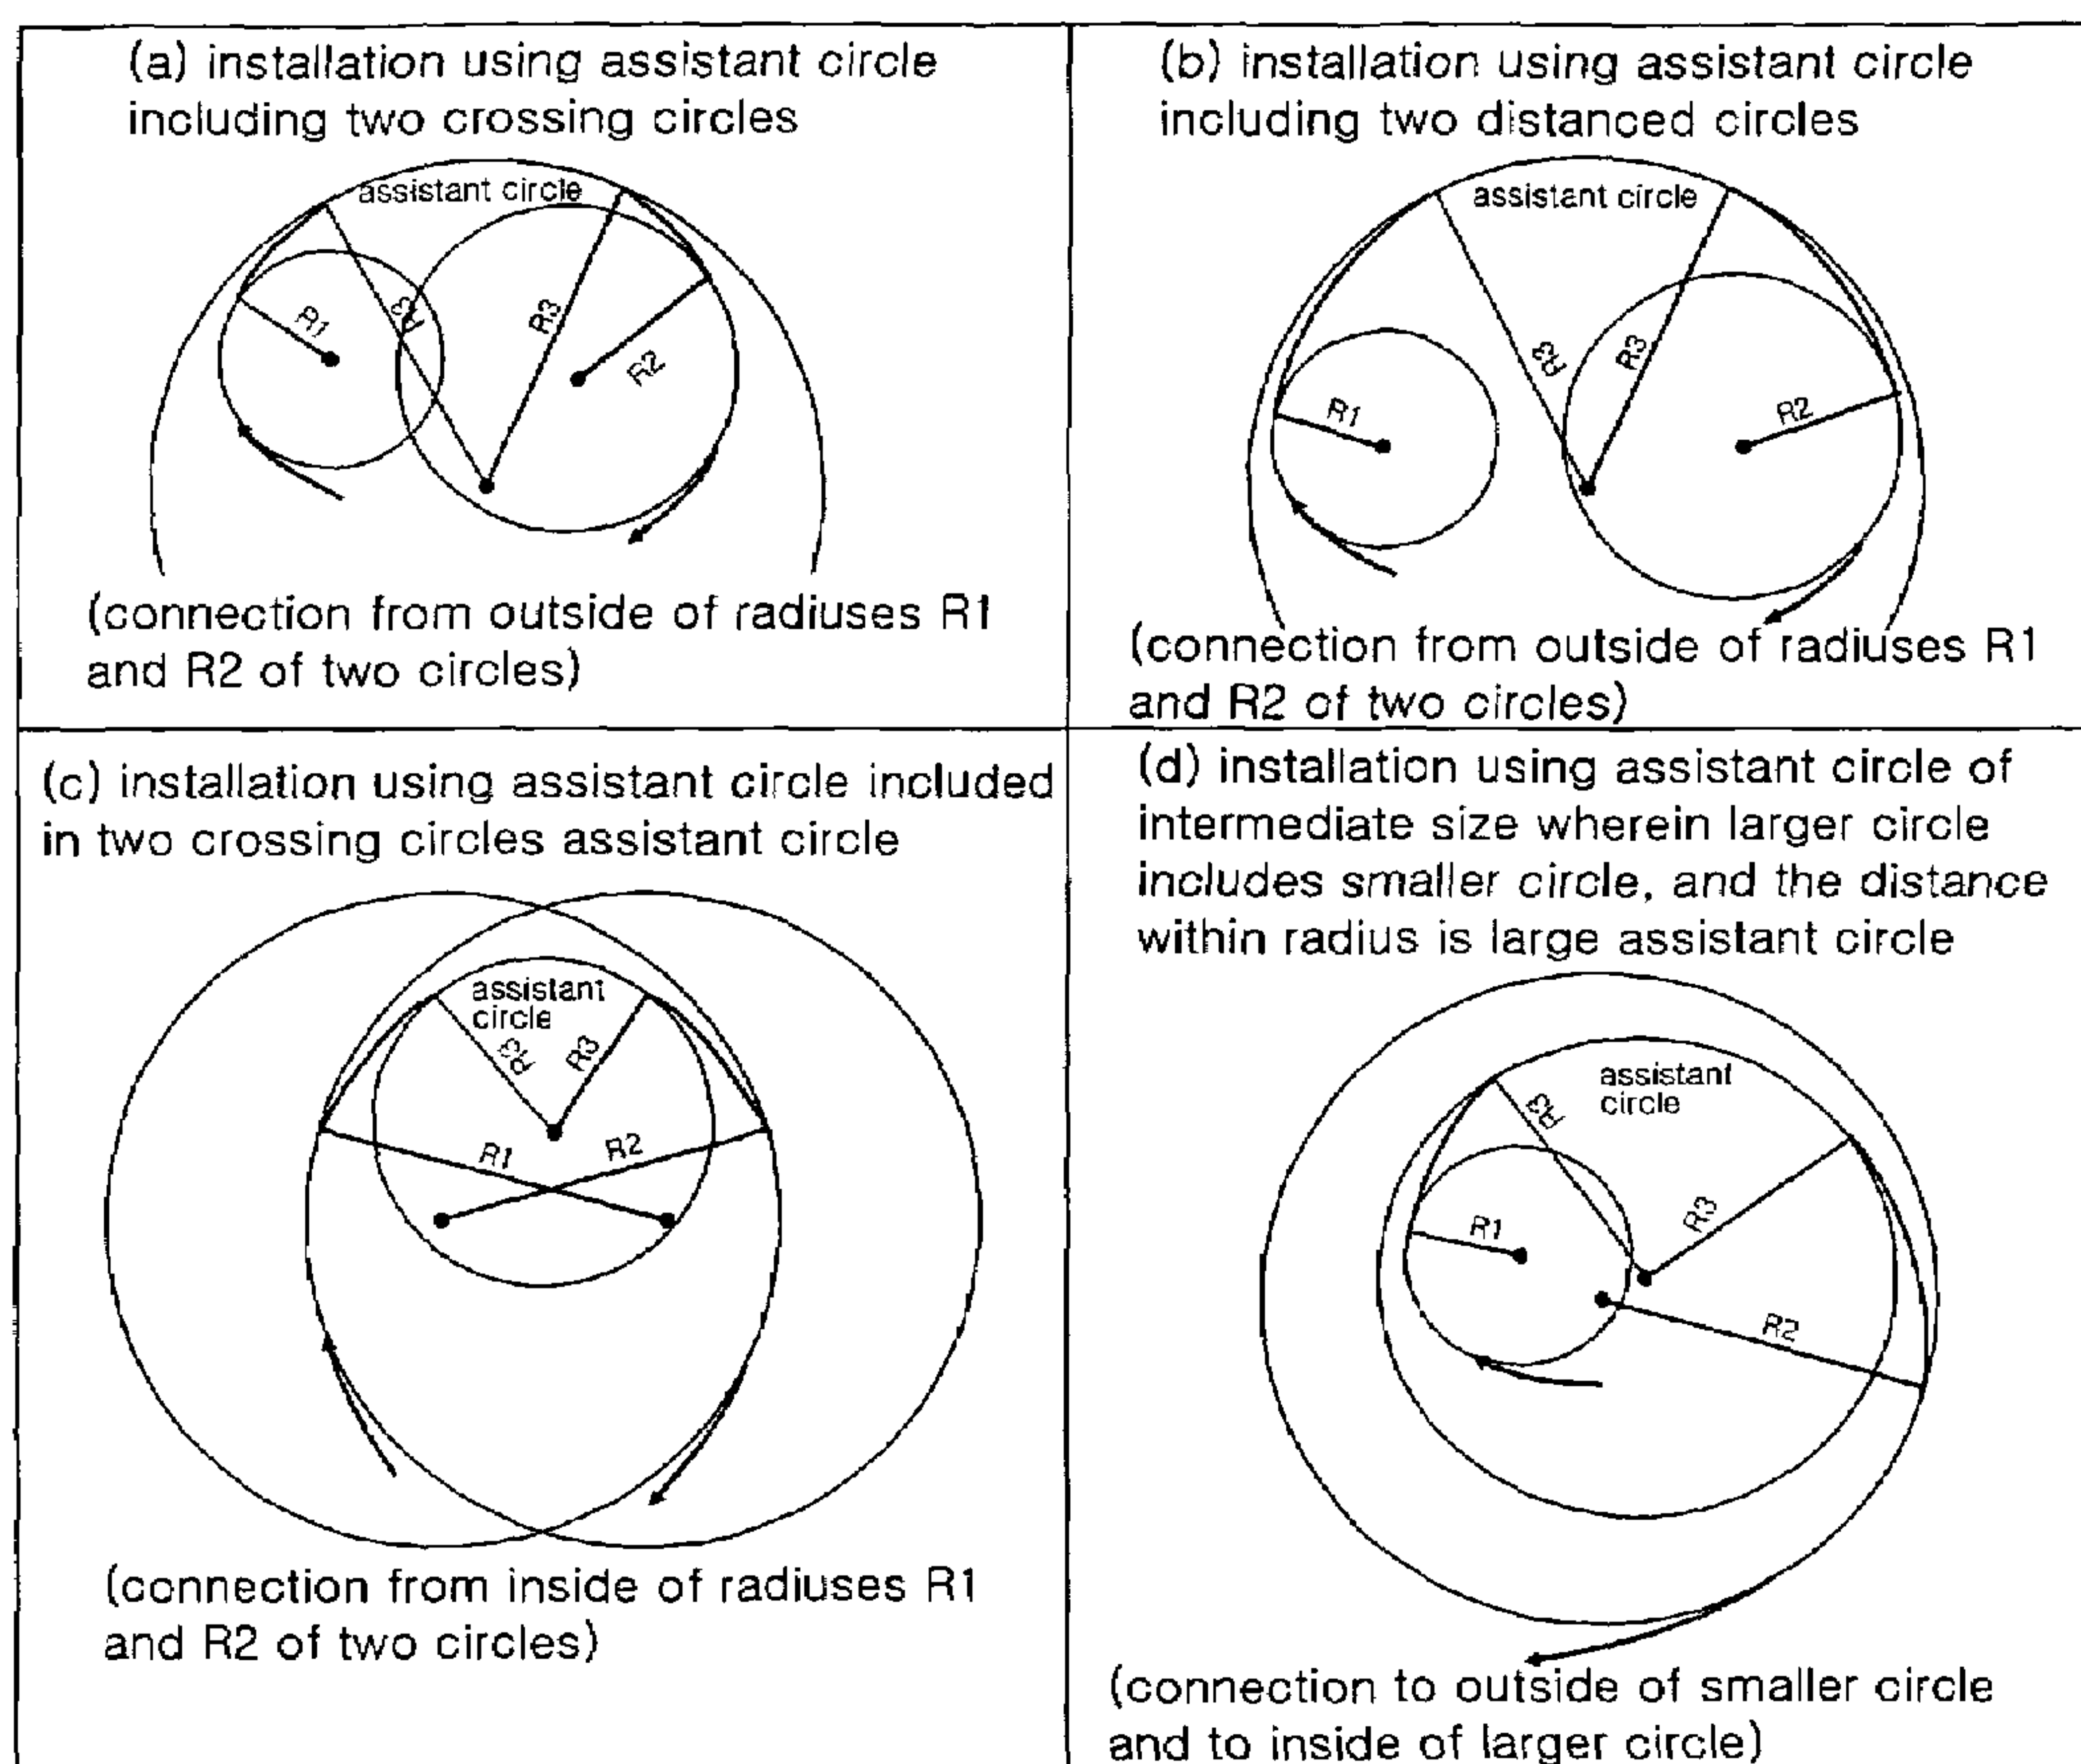 (a) installation using assistant circle
including two crossing circles
assistant circle
R1
R3
R3
R2
(connection from outside of radiuses R1
and R2 of two circles)
(b) installation using assistant circle
including two distanced circles
assistant circle
R1
R3
R3
R2
(connection from outside of radiuses R1
and R2 of two circles)
(c) installation using assistant circle included
in two crossing circles assistant circle
assistant
circle
R3
R3
R1
R2
(connection from inside of radiuses R1
and R2 of two circles)
(d) installation using assistant circle of
intermediate size wherein larger circle
includes smaller circle, and the distance
within radius is large assistant circle
assistant
circle
R3
R3
R1
R2
(connection to outside of smaller circle
and to inside of larger circle)